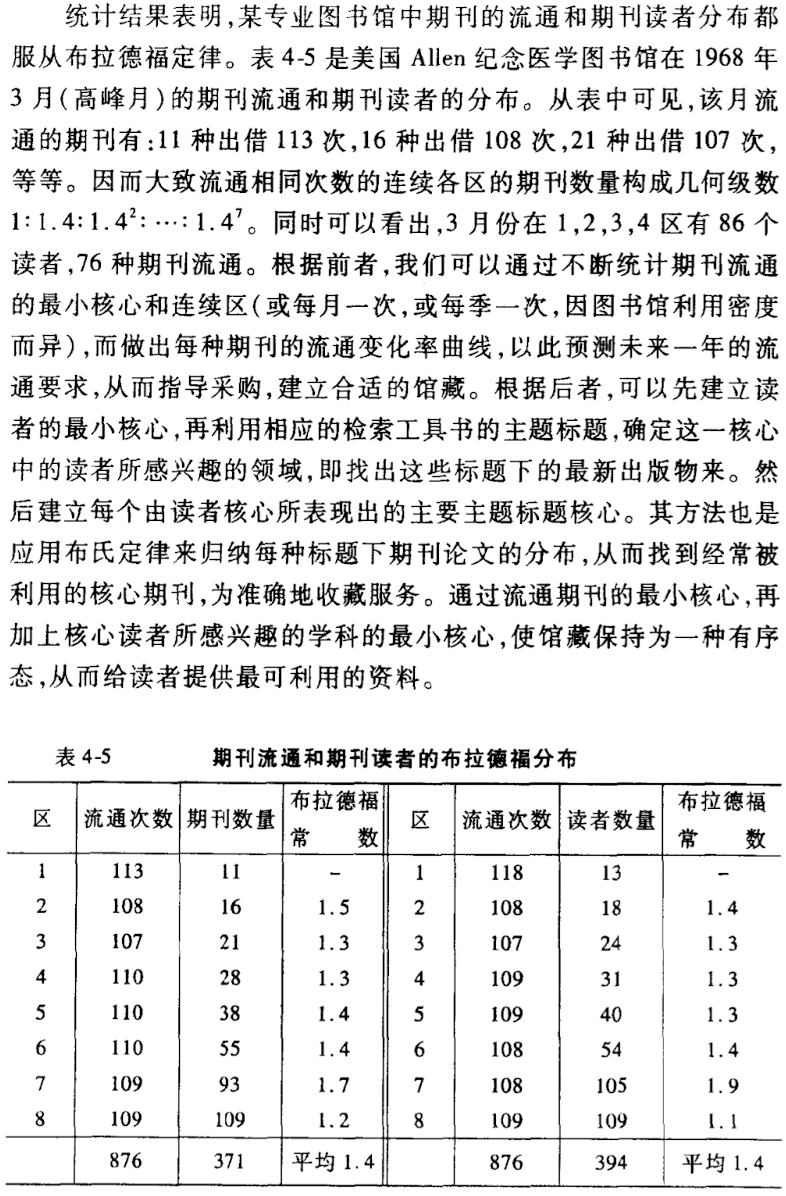 统计结果表明,某专业图书馆中期刊的流通和期刊读者分布都
服从布拉德福定律。表 4-5 是美国 Allen 纪念医学图书馆在 1968 年
3 月(高峰月)的期刊流通和期刊读者的分布。从表中可见,该月流
通的期刊有:11 种出借 113 次,16 种出借 108 次,21 种出借 107 次,
等等。因而大致流通相同次数的连续各区的期刊数量构成几何级数
1∶1.4∶1.4²∶…∶1.4⁷。同时可以看出,3 月份在 1,2,3,4 区有 86 个
读者,76 种期刊流通。根据前者,我们可以通过不断统计期刊流通
的最小核心和连续区(或每月一次,或每季一次,因图书馆利用密度
而异),而做出每种期刊的流通变化率曲线,以此预测未来一年的流
通要求,从而指导采购,建立合适的馆藏。根据后者,可以先建立读
者的最小核心,再利用相应的检索工具书的主题标题,确定这一核心
中的读者所感兴趣的领域,即找出这些标题下的最新出版物来。然
后建立每个由读者核心所表现出的主要主题标题核心。其方法也是
应用布氏定律来归纳每种标题下期刊论文的分布,从而找到经常被
利用的核心期刊,为准确地收藏服务。通过流通期刊的最小核心,再
加上核心读者所感兴趣的学科的最小核心,使馆藏保持为一种有序
态,从而给读者提供最可利用的资料。
表 4-5 期刊流通和期刊读者的布拉德福分布
区 流通次数 期刊数量 布拉德福常数 区 流通次数 读者数量 布拉德福常数
1 113 11 - 1 118 13 -
2 108 16 1.5 2 108 18 1.4
3 107 21 1.3 3 107 24 1.3
4 110 28 1.3 4 109 31 1.3
5 110 38 1.4 5 109 40 1.3
6 110 55 1.4 6 108 54 1.4
7 109 93 1.7 7 108 105 1.9
8 109 109 1.2 8 109 109 1.1
876 371 平均 1.4 876 394 平均 1.4